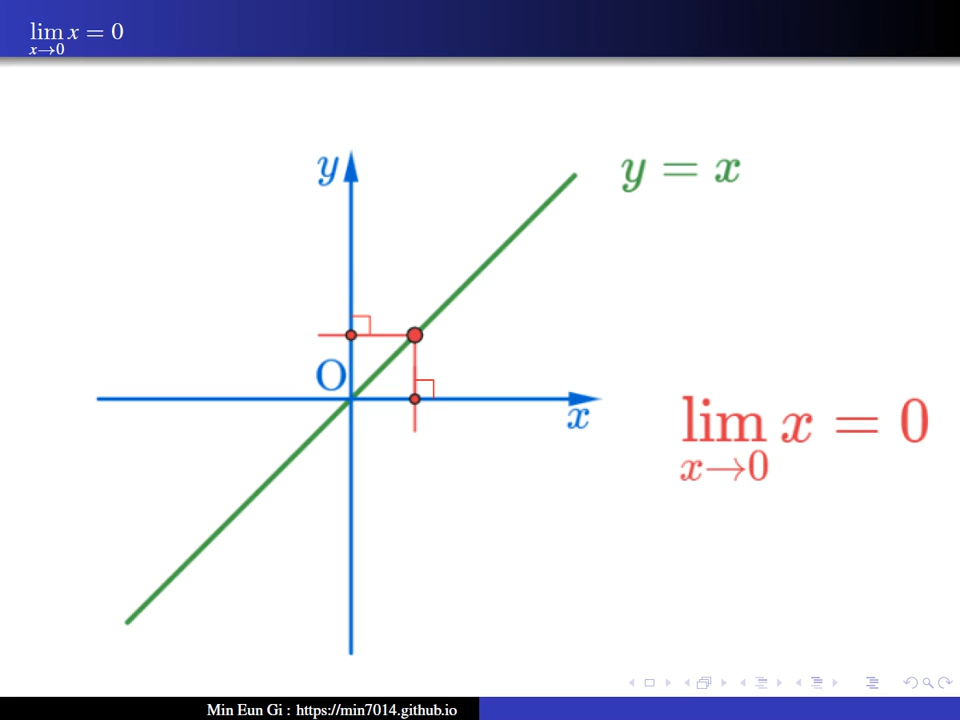 lim x = 0
x→0
y
y = x
O
x
lim x = 0
x→0
Min Eun Gi : https://min7014.github.io